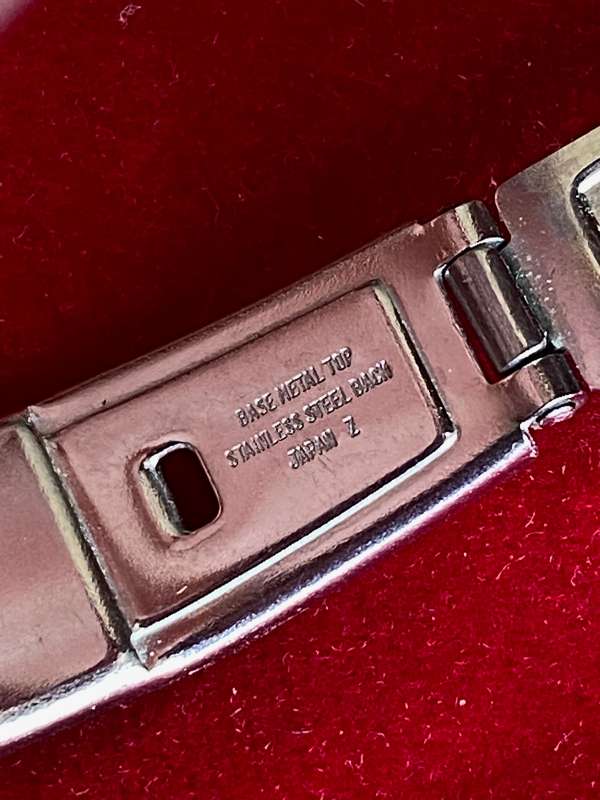 BASE METAL TOP
STAINLESS STEEL BACK
JAPAN Z